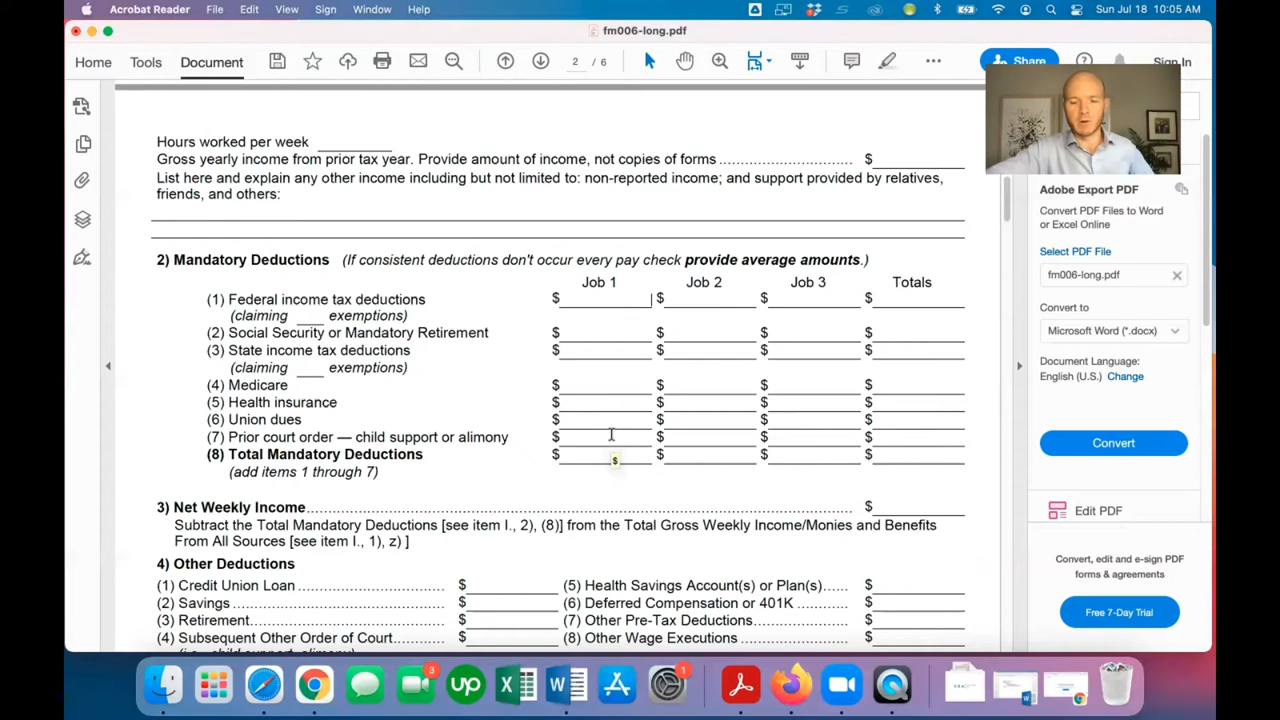 Acrobat Reader File Edit View Sign Window Help Sun Jul 18 10:05 AM
fm006-long.pdf
Home Tools Document 2 / 6 Share Sign In
Hours worked per week
Gross yearly income from prior tax year. Provide amount of income, not copies of forms ............................ $
List here and explain any other income including but not limited to: non-reported income; and support provided by relatives,
friends, and others:
2) Mandatory Deductions (If consistent deductions don't occur every pay check provide average amounts.)
Job 1 Job 2 Job 3 Totals
(1) Federal income tax deductions $ $ $ $
(claiming ____ exemptions)
(2) Social Security or Mandatory Retirement $ $ $ $
(3) State income tax deductions $ $ $ $
(claiming ____ exemptions)
(4) Medicare $ $ $ $
(5) Health insurance $ $ $ $
(6) Union dues $ $ $ $
(7) Prior court order — child support or alimony $ $ $ $
(8) Total Mandatory Deductions $ $ $ $
(add items 1 through 7)
$
3) Net Weekly Income ............................ $
Subtract the Total Mandatory Deductions [see item I., 2), (8)] from the Total Gross Weekly Income/Monies and Benefits
From All Sources [see item I., 1), z) ]
4) Other Deductions
(1) Credit Union Loan ............................ $ (5) Health Savings Account(s) or Plan(s)...... $
(2) Savings ............................ $ (6) Deferred Compensation or 401K ............ $
(3) Retirement ............................ $ (7) Other Pre-Tax Deductions ............ $
(4) Subsequent Other Order of Court ............ $ (8) Other Wage Executions ............ $
Adobe Export PDF
Convert PDF Files to Word
or Excel Online
Select PDF File
fm006-long.pdf
Convert to
Microsoft Word (*.docx)
Document Language:
English (U.S.) Change
Convert
Edit PDF
Convert, edit and e-sign PDF
forms & agreements
Free 7-Day Trial
3
up
1